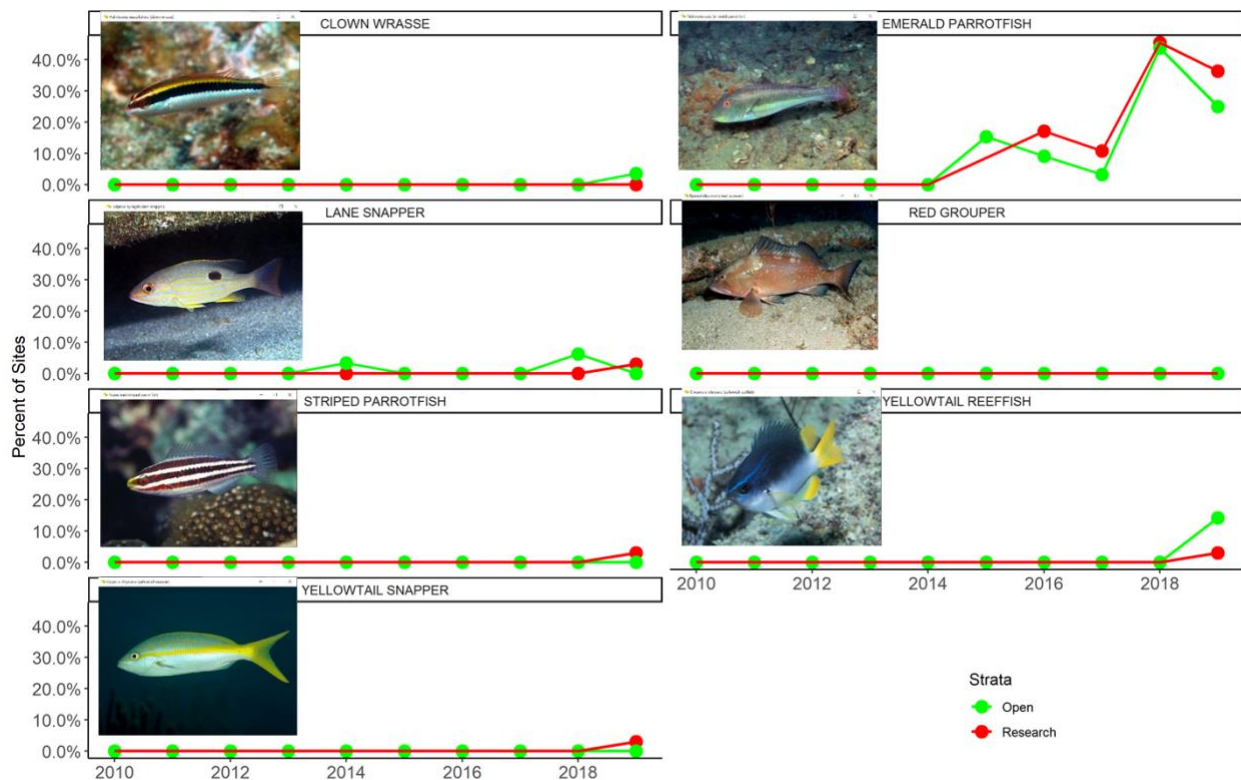 CLOWN WRASSE
EMERALD PARROTFISH
40.0%
30.0%
20.0%
10.0%
0.0%
LANE SNAPPER
RED GROUPER
40.0%
30.0%
20.0%
10.0%
0.0%
STRIPED PARROTFISH
YELLOWTAIL REEFFISH
40.0%
30.0%
20.0%
10.0%
0.0%
2010 2012 2014 2016 2018
YELLOWTAIL SNAPPER
40.0%
30.0%
20.0%
10.0%
0.0%
2010 2012 2014 2016 2018
Percent of Sites
Strata
Open
Research